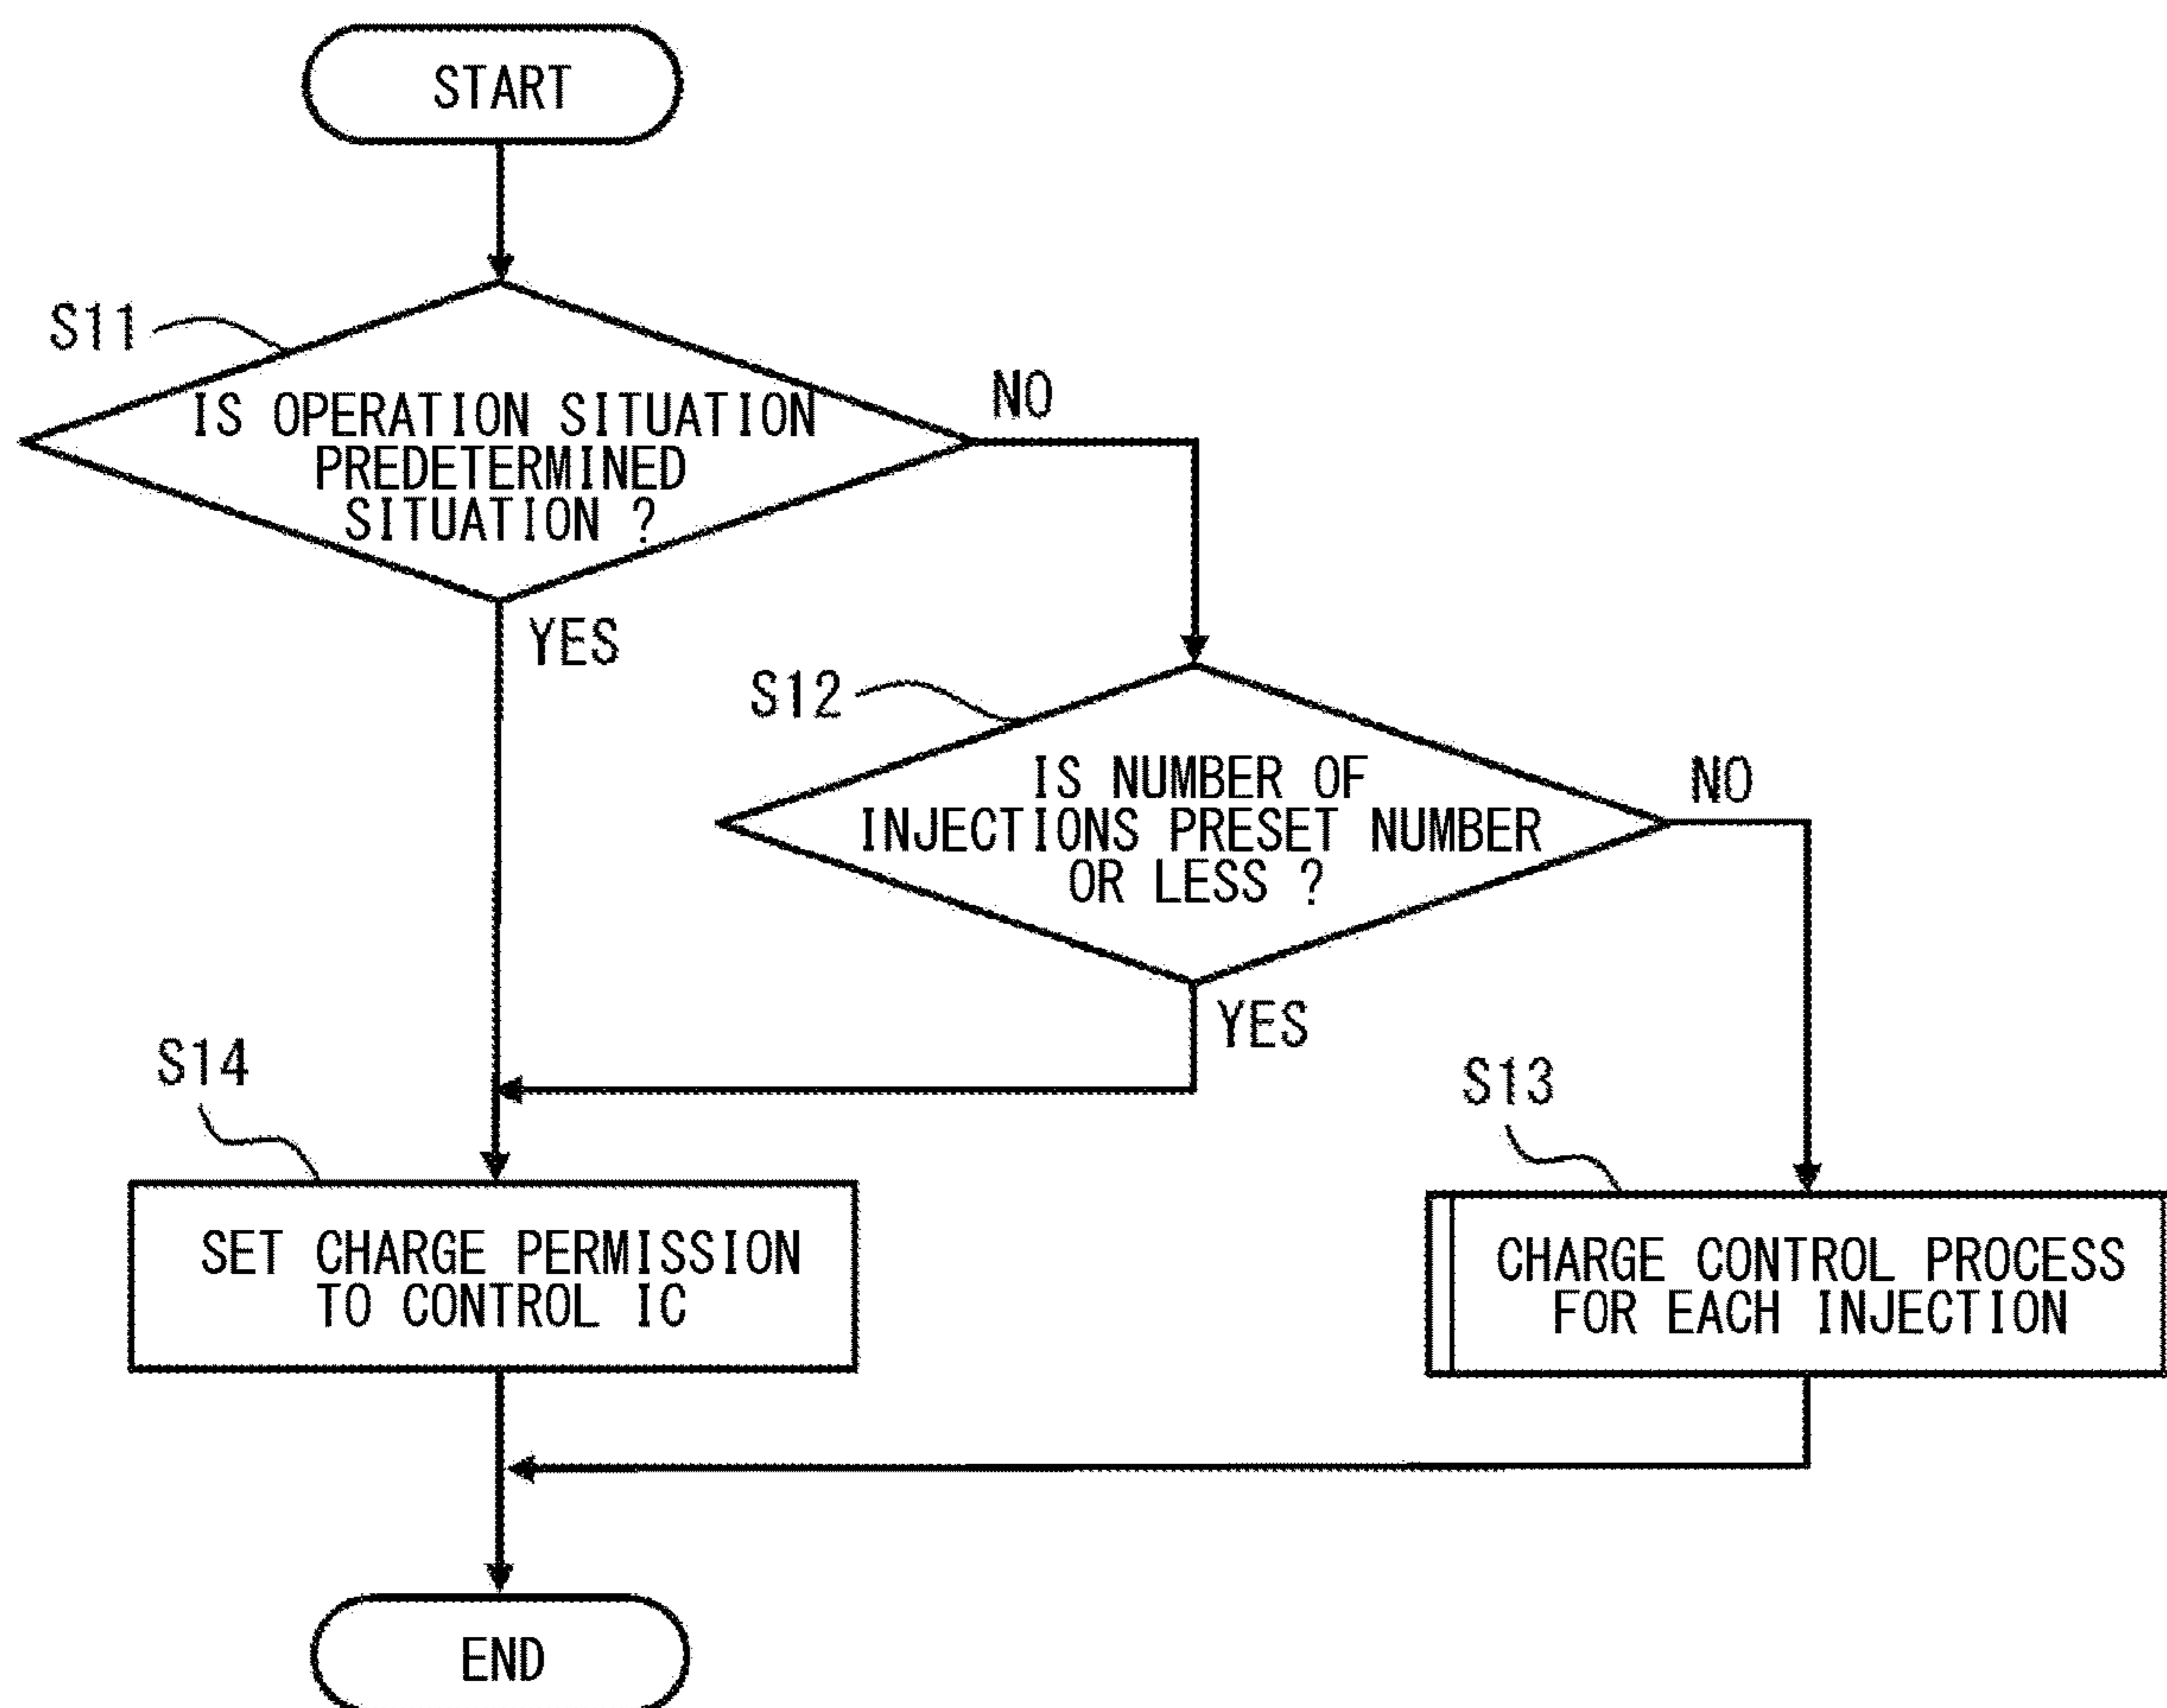 START
S11
IS OPERATION SITUATION
PREDETERMINED
SITUATION ?
NO
YES
S12
IS NUMBER OF
INJECTIONS PRESET NUMBER
OR LESS ?
NO
YES
S14
SET CHARGE PERMISSION
TO CONTROL IC
S13
CHARGE CONTROL PROCESS
FOR EACH INJECTION
END